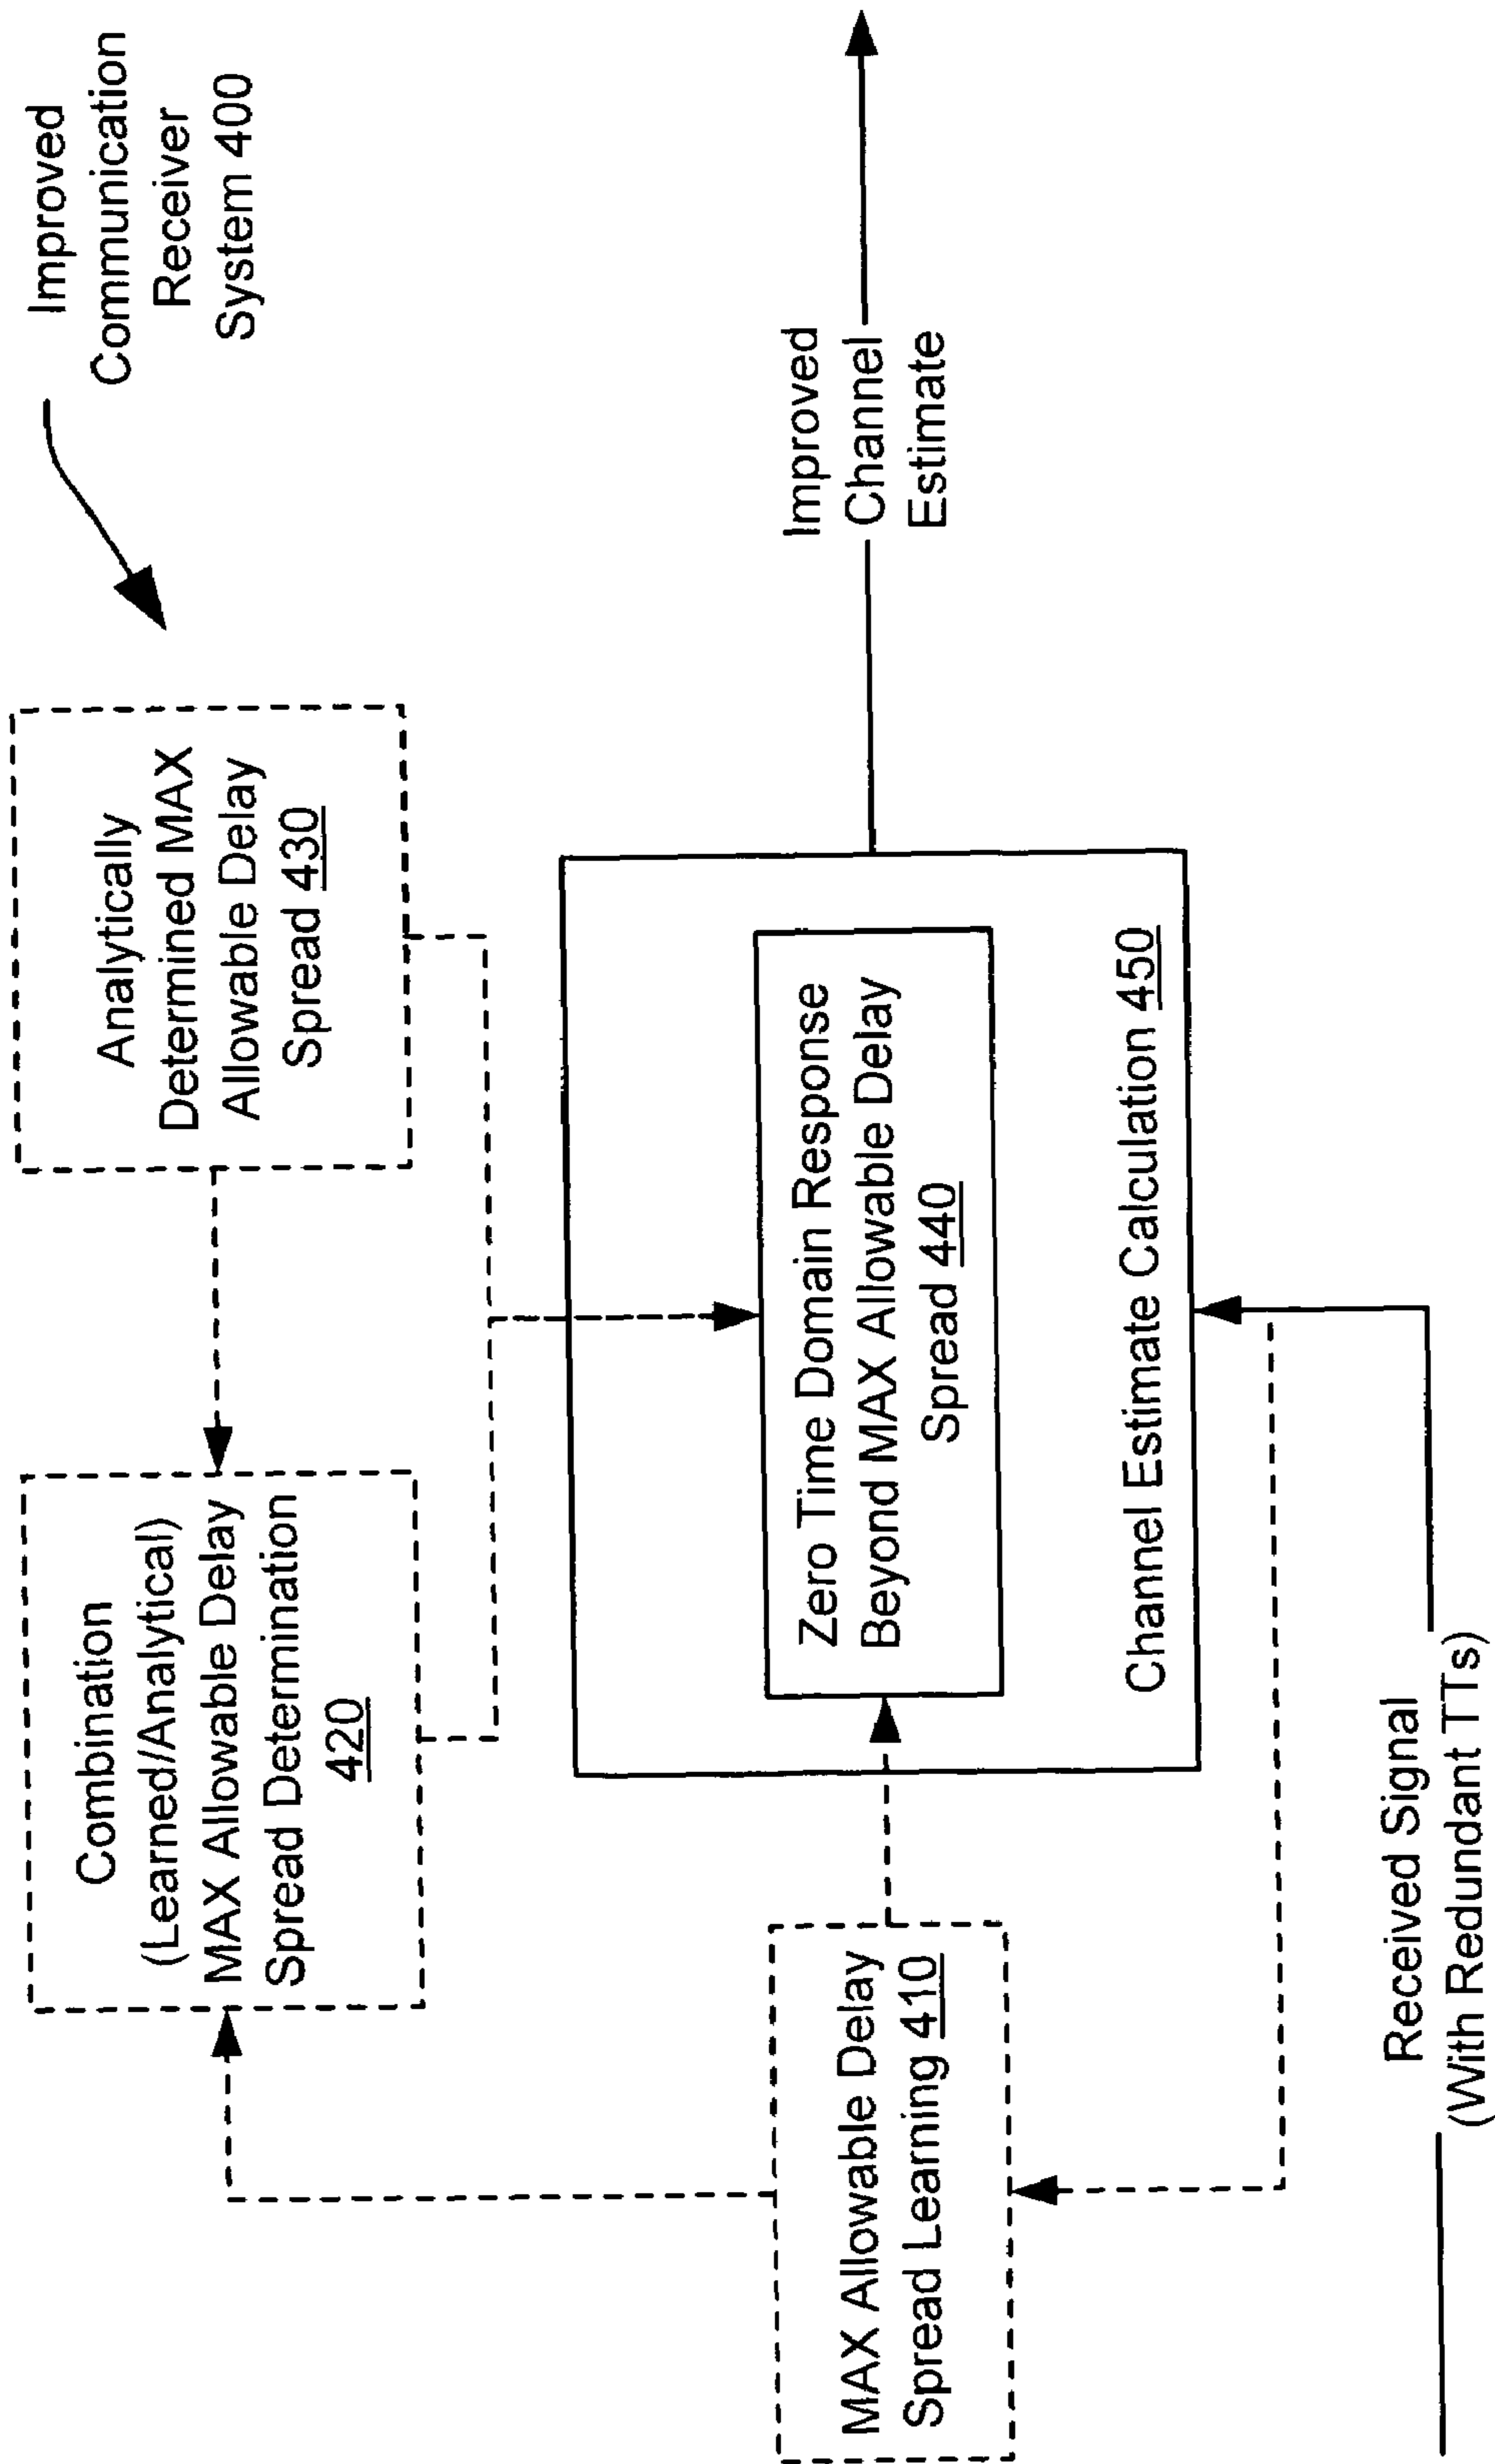 Improved
Communication
Receiver
System 400
Combination
(Learned/Analytical)
MAX Allowable Delay
Spread Determination
420
Analytically
Determined MAX
Allowable Delay
Spread 430
MAX Allowable Delay
Spread Learning 410
Zero Time Domain Response
Beyond MAX Allowable Delay
Spread 440
Channel Estimate Calculation 450
Improved
Channel
Estimate
Received Signal
(With Redundant TTs)